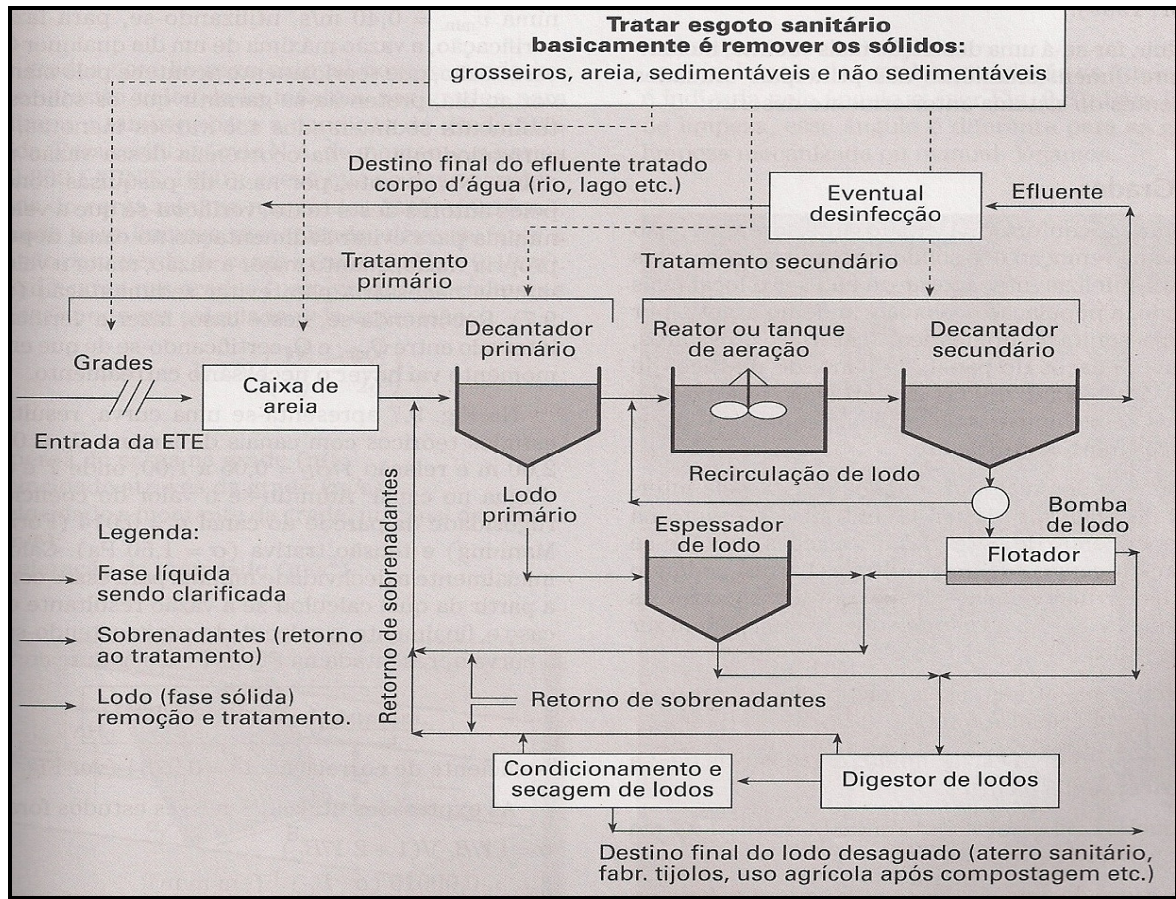 Tratar esgoto sanitário
basicamente é remover os sólidos:
grosseiros, areia, sedimentáveis e não sedimentáveis
Destino final do efluente tratado
corpo d'água (rio, lago etc.)
Eventual
desinfecção
Efluente
Tratamento
primário
Tratamento secundário
Grades
Entrada da ETE
Caixa de
areia
Decantador
primário
Reator ou tanque
de aeração
Decantador
secundário
Lodo
primário
Recirculação de lodo
Espessador
de lodo
Bomba
de lodo
Flotador
Legenda:
Fase líquida
sendo clarificada
Sobrenadantes (retorno
ao tratamento)
Lodo (fase sólida)
remoção e tratamento.
Retorno de sobrenadantes
Retorno de sobrenadantes
Condicionamento e
secagem de lodos
Digestor de lodos
Destino final do lodo desaguado (aterro sanitário,
fabr. tijolos, uso agrícola após compostagem etc.)